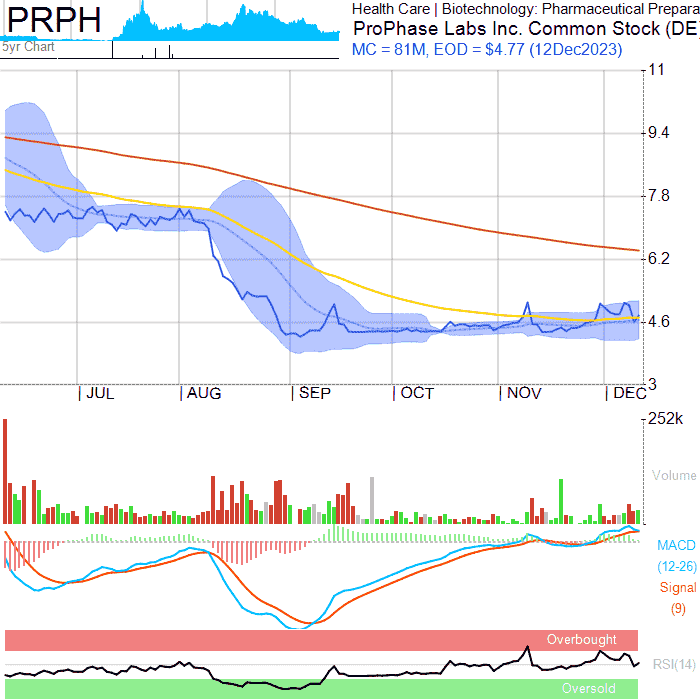 PRPH
5yr Chart
Health Care | Biotechnology: Pharmaceutical Prepara
ProPhase Labs Inc. Common Stock (DE
MC = 81M, EOD = $4.77 (12Dec2023)
11
9.4
7.8
6.2
4.6
3
| JUL | AUG | SEP | OCT | NOV | DEC
252k
Volume
MACD
(12-26)
Signal
(9)
Overbought
RSI(14)
Oversold